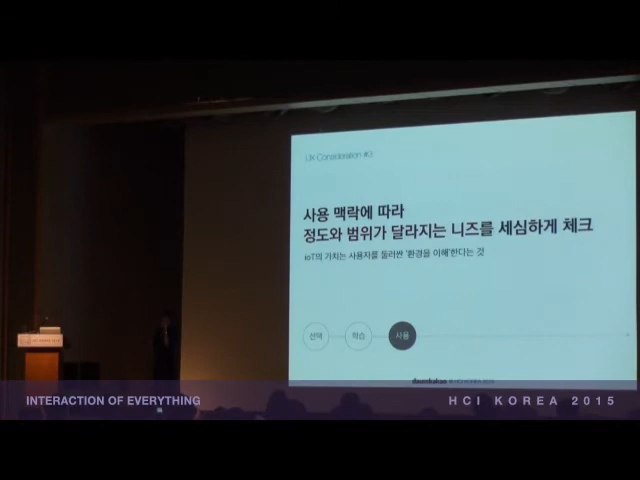 UX Consideration
사용 맥락에 따라
정도와 범위가 달라지는 니즈를 세심하게 체크
IoT의 가치는 사용자를 둘러싼 '환경을 이해'한다는 것
선택
학습
사용
INTERACTION OF EVERYTHING
HCI KOREA 2015